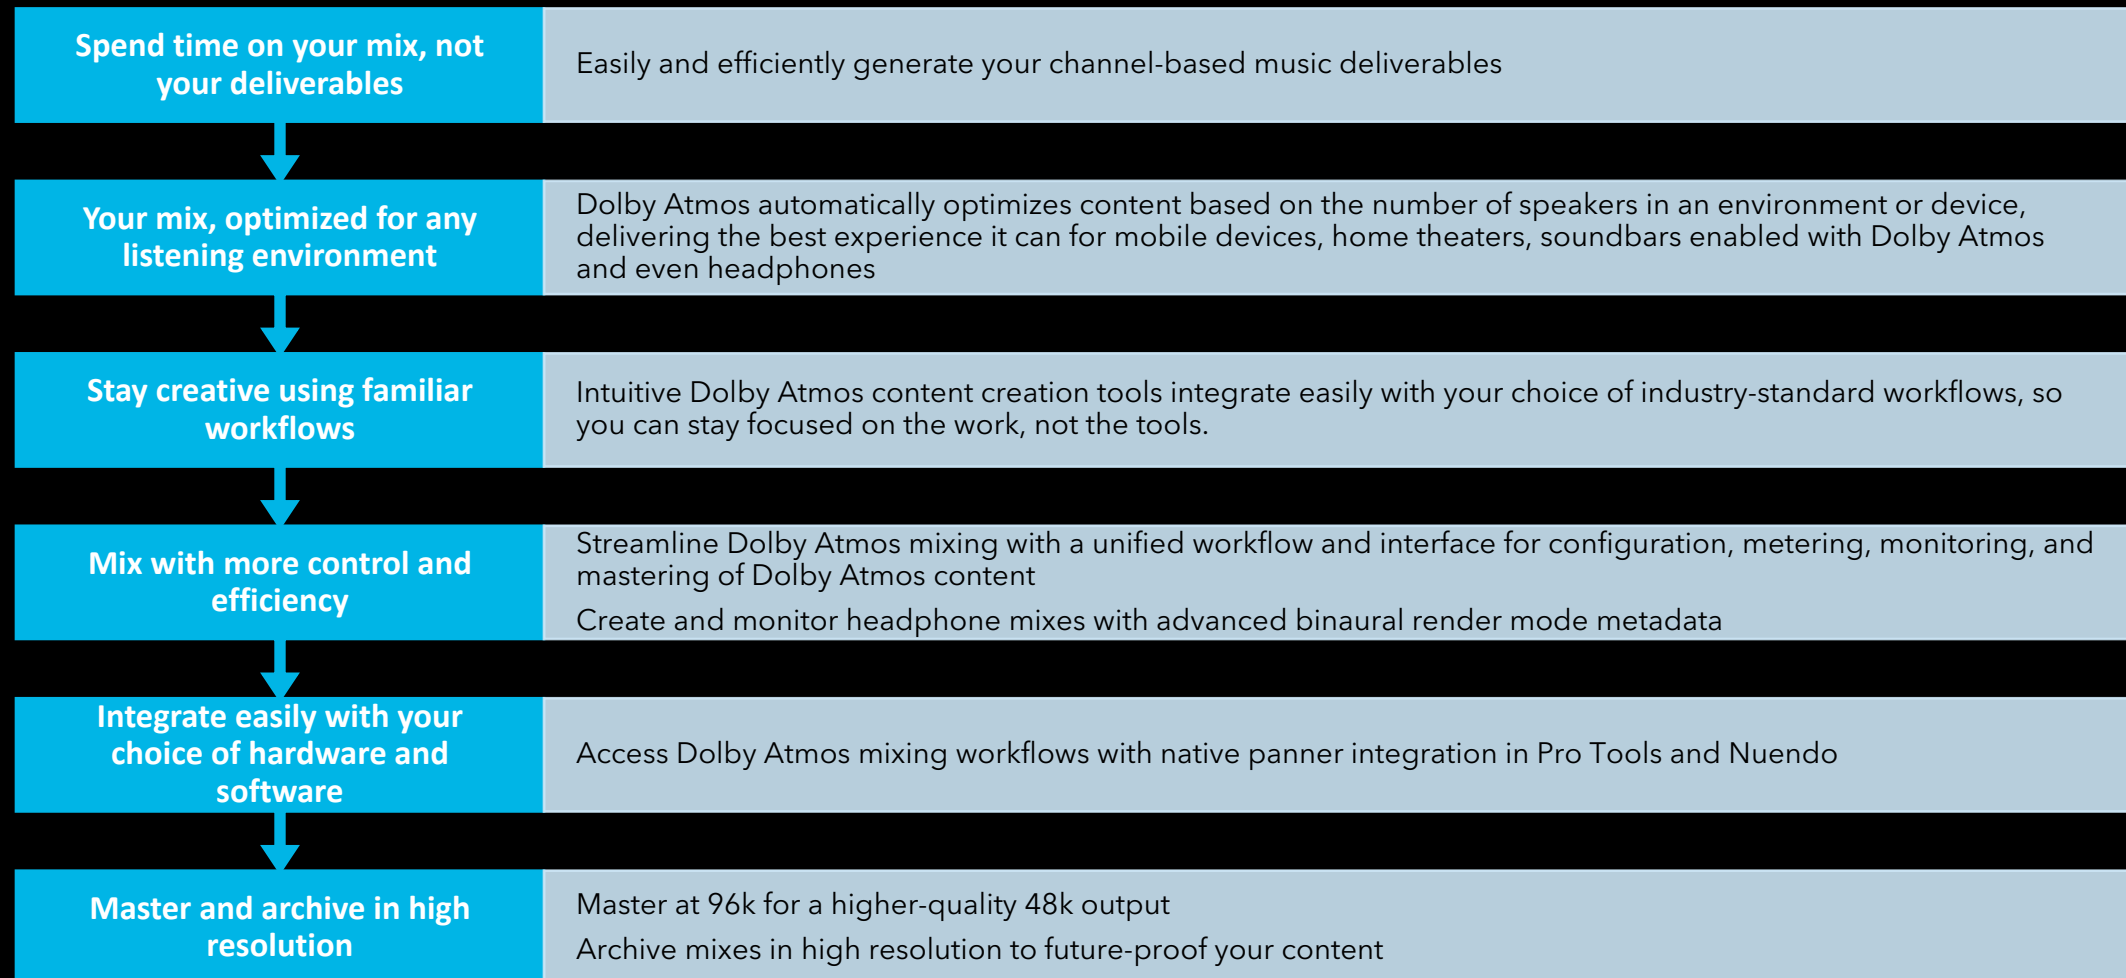 Spend time on your mix, not
your deliverables
Easily and efficiently generate your channel-based music deliverables
Your mix, optimized for any
listening environment
Dolby Atmos automatically optimizes content based on the number of speakers in an environment or device,
delivering the best experience it can for mobile devices, home theaters, soundbars enabled with Dolby Atmos
and even headphones
Stay creative using familiar
workflows
Intuitive Dolby Atmos content creation tools integrate easily with your choice of industry-standard workflows, so
you can stay focused on the work, not the tools.
Mix with more control and
efficiency
Streamline Dolby Atmos mixing with a unified workflow and interface for configuration, metering, monitoring, and
mastering of Dolby Atmos content
Create and monitor headphone mixes with advanced binaural render mode metadata
Integrate easily with your
choice of hardware and
software
Access Dolby Atmos mixing workflows with native panner integration in Pro Tools and Nuendo
Master and archive in high
resolution
Master at 96k for a higher-quality 48k output
Archive mixes in high resolution to future-proof your content